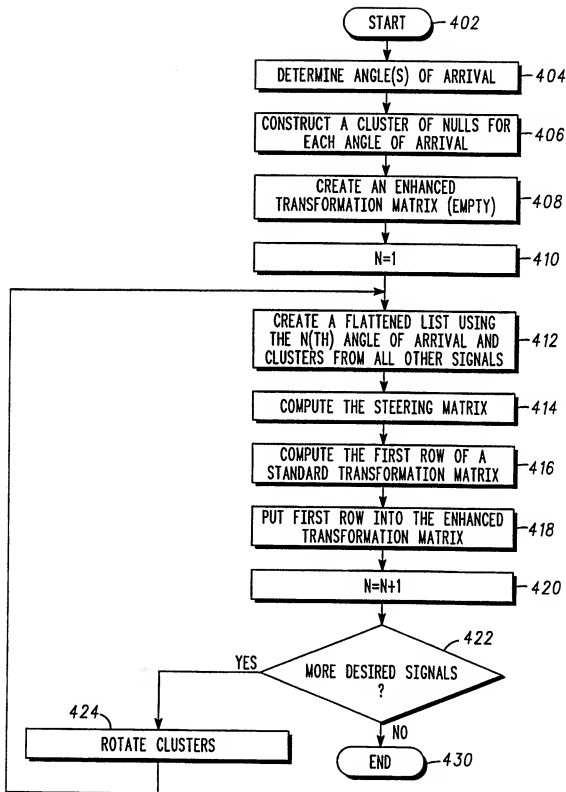 START
402
DETERMINE ANGLE(S) OF ARRIVAL
404
CONSTRUCT A CLUSTER OF NULLS FOR
EACH ANGLE OF ARRIVAL
406
CREATE AN ENHANCED
TRANSFORMATION MATRIX (EMPTY)
408
N=1
410
CREATE A FLATTENED LIST USING
THE N(TH) ANGLE OF ARRIVAL AND
CLUSTERS FROM ALL OTHER SIGNALS
412
COMPUTE THE STEERING MATRIX
414
COMPUTE THE FIRST ROW OF A
STANDARD TRANSFORMATION MATRIX
416
PUT FIRST ROW INTO THE ENHANCED
TRANSFORMATION MATRIX
418
N=N+1
420
422
MORE DESIRED SIGNALS
?
YES
NO
424
ROTATE CLUSTERS
END
430